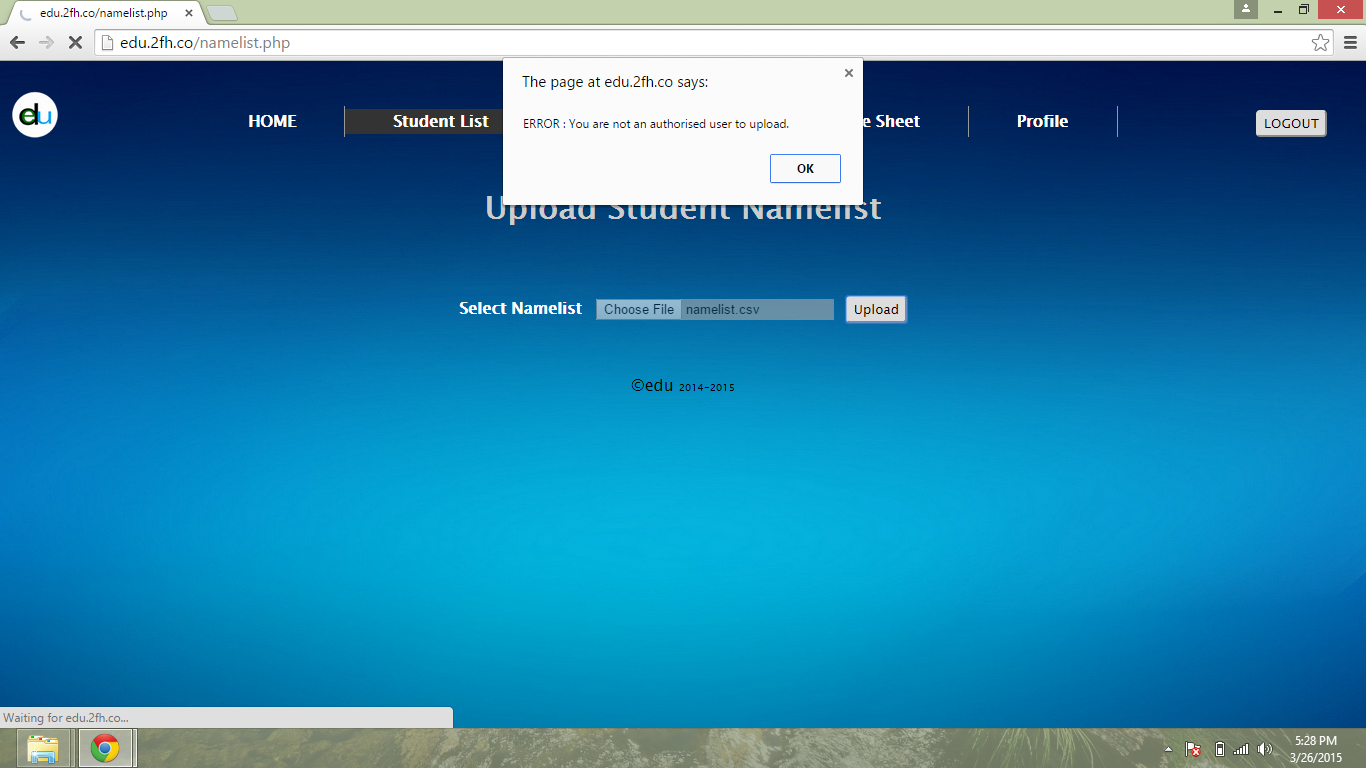 edu.2fh.co/namelist.php
edu.2fh.co/namelist.php
The page at edu.2fh.co says:
ERROR : You are not an authorised user to upload.
OK
edu
HOME
Student List
Sheet
Profile
LOGOUT
Upload Student Namelist
Select Namelist
Choose File namelist.csv
Upload
©edu 2014-2015
Waiting for edu.2fh.co...
5:28 PM
3/26/2015